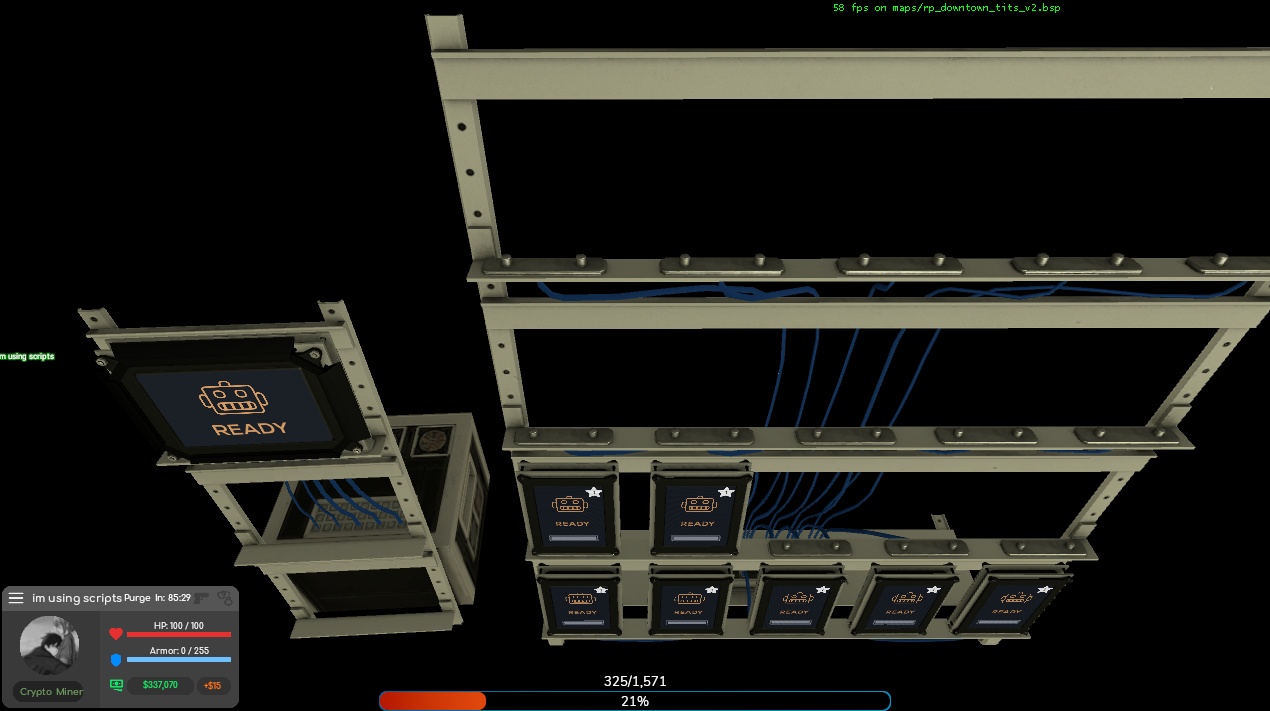 58 fps on maps/rp_downtown_tits_v2.bsp
READY
m using scripts
READY
READY
READY
READY
READY
READY
READY
im using scripts Purge In: 85:29
HP: 100 / 100
Armor: 0 / 255
$337,070
+$15
Crypto Miner
325/1,571
21%